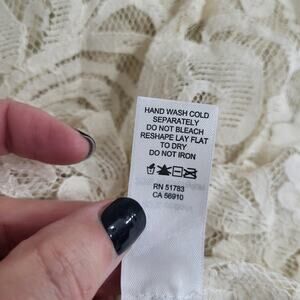 HAND WASH COLD
SEPARATELY
DO NOT BLEACH
RESHAPE LAY FLAT
TO DRY
DO NOT IRON
RN 51783
CA 56910